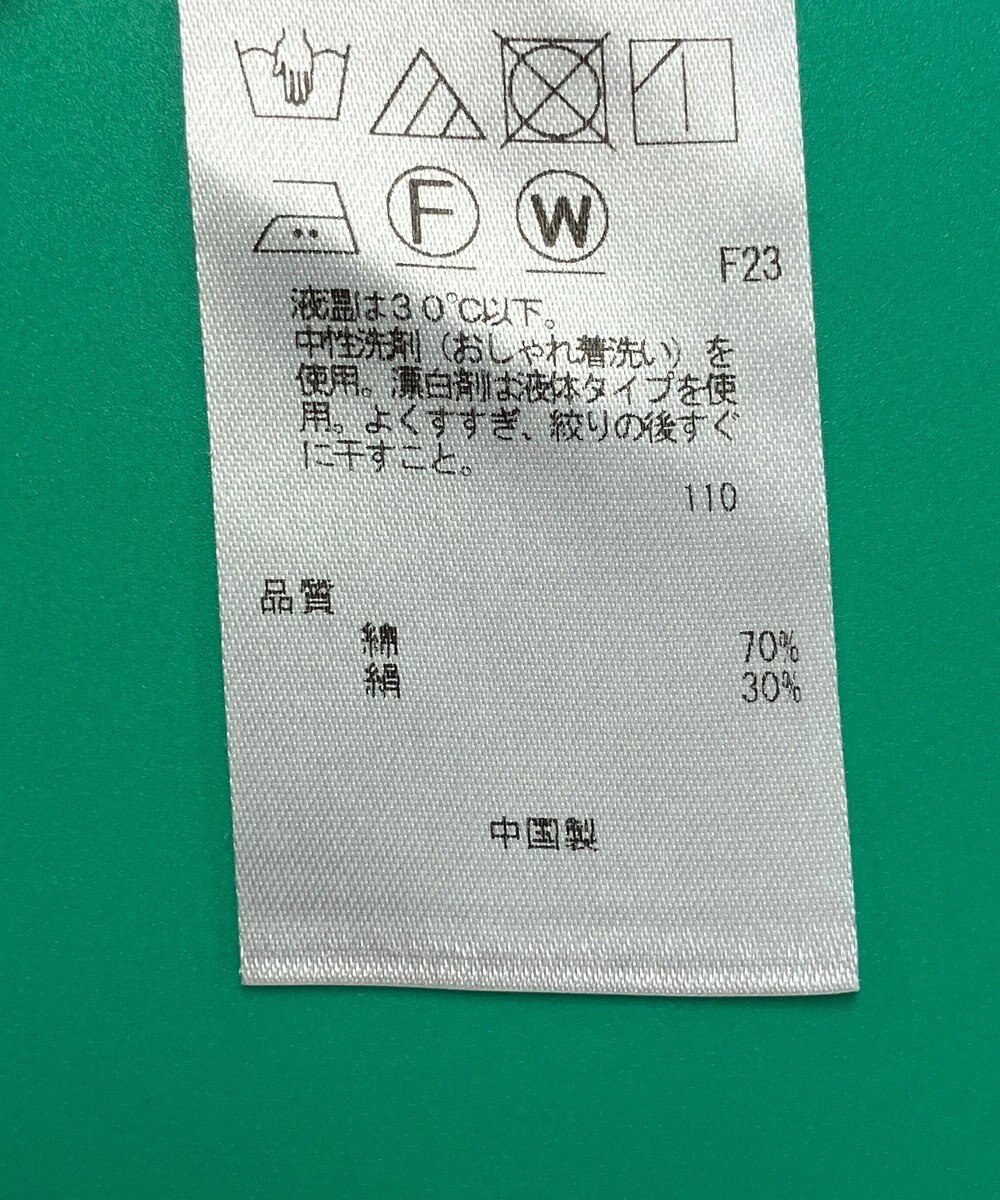 F
W
F23
液温は30℃以下。
中性洗剤（おしゃれ着洗い）を
使用。漂白剤は液体タイプを使
用。よくすすぎ、絞りの後すぐ
に干すこと。
110
品質
綿 70%
絹 30%
中国製